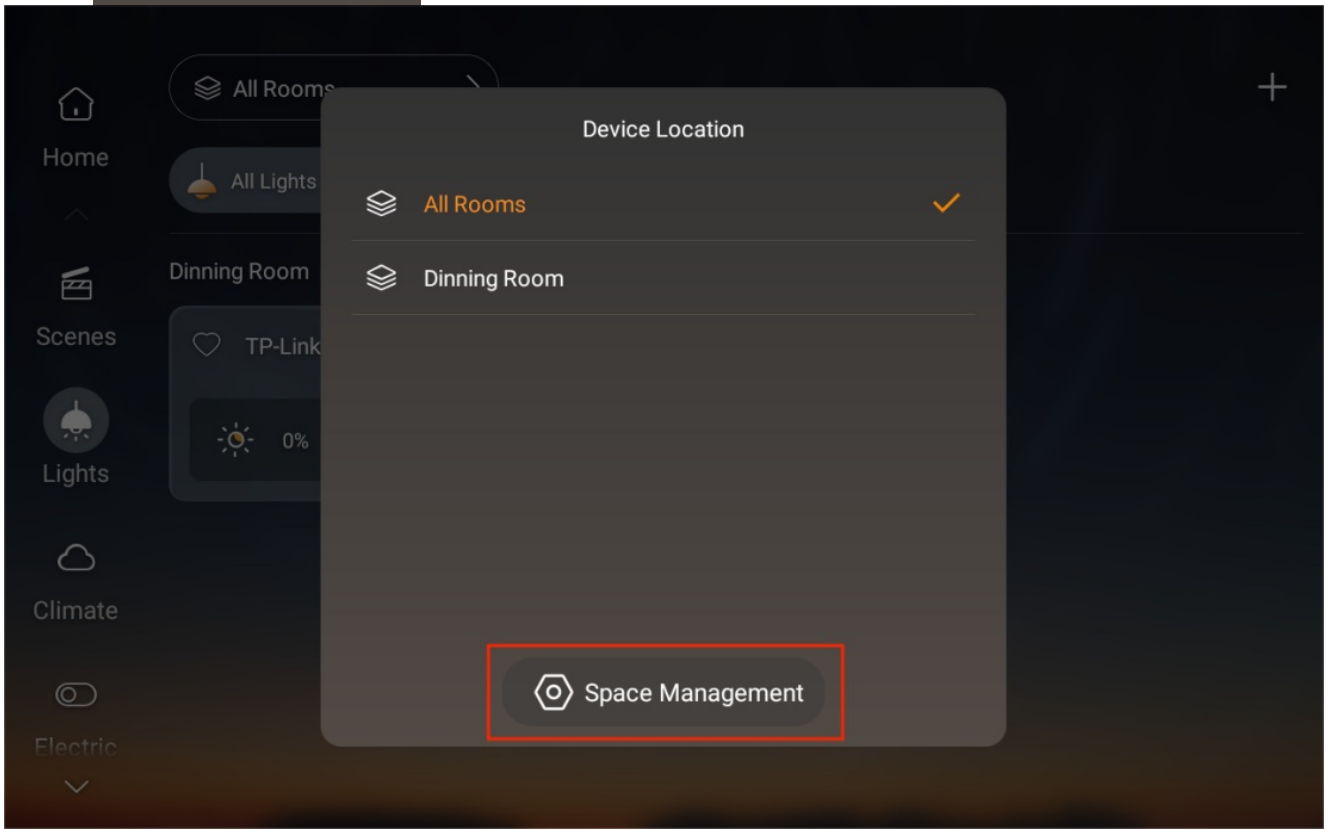 All Rooms
Device Location
Home
All Lights
All Rooms
Dinning Room
Dinning Room
Scenes
TP-Link
0%
Lights
Climate
Space Management
Electric